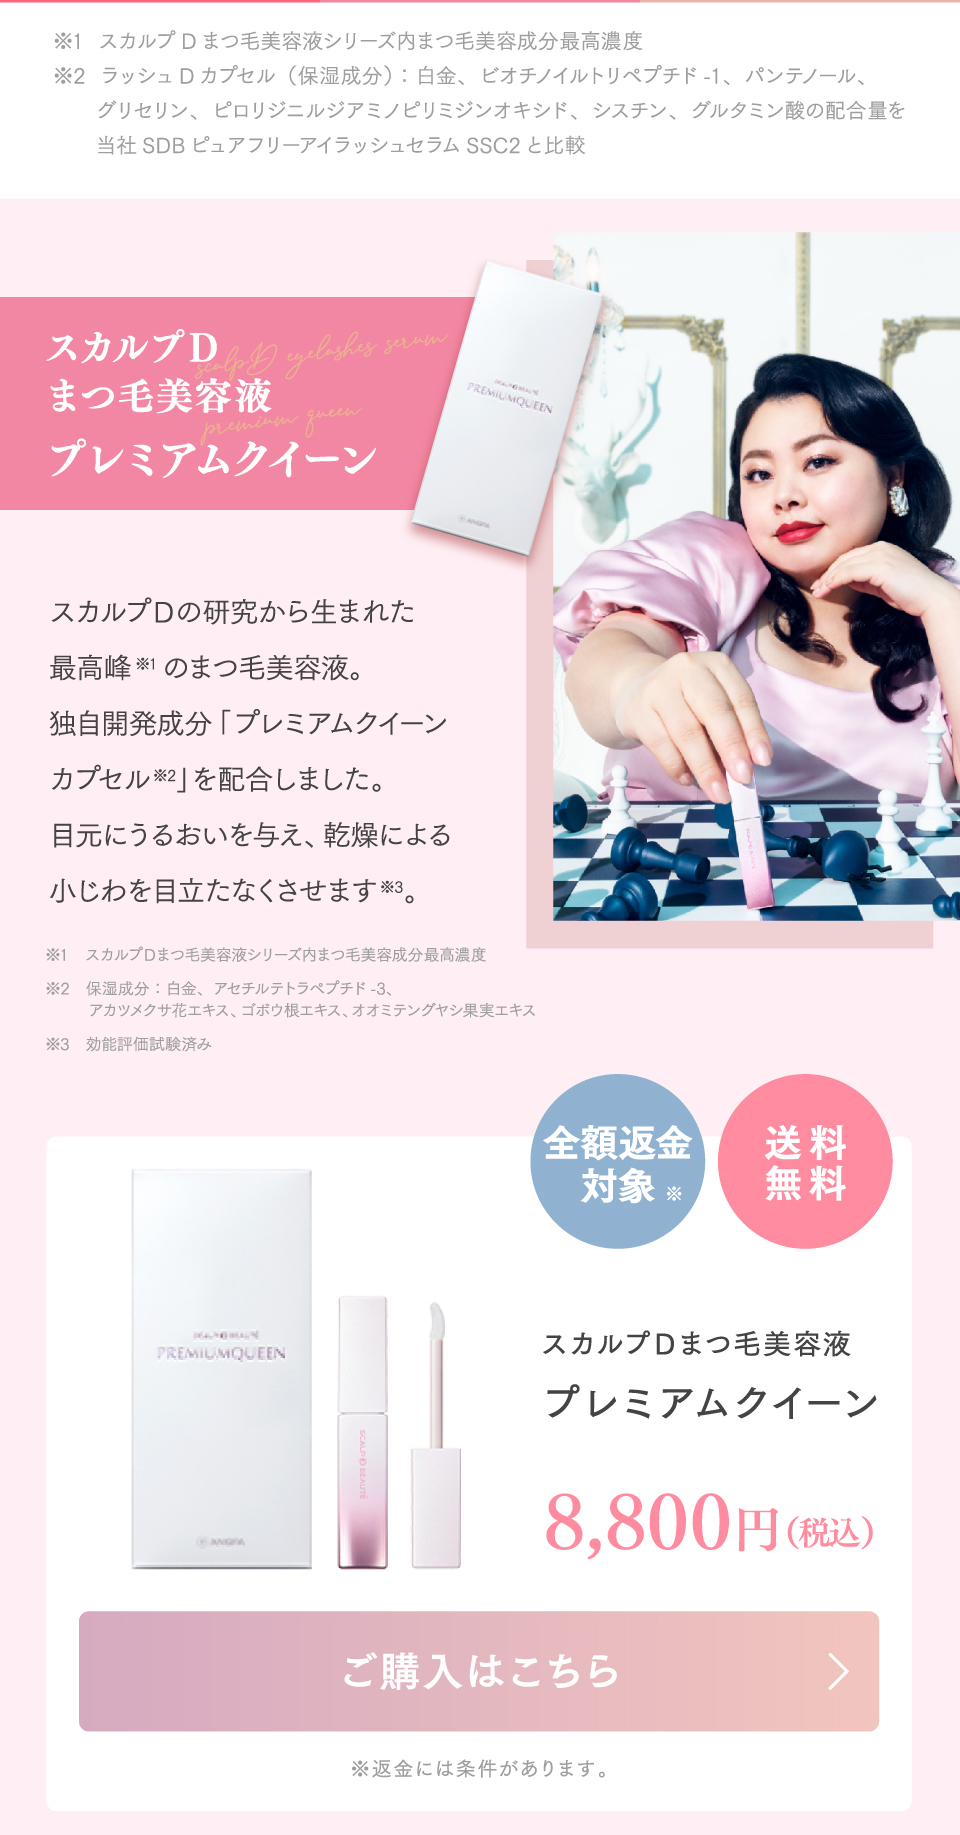 ※1 スカルプDまつ毛美容液シリーズ内まつ毛美容成分最高濃度
※2 ラッシュDカプセル（保湿成分）：白金、ビオチノイルトリペプチド-1、パンテノール、
グリセリン、ピロリジニルジアミノピリミジンオキシド、シスチン、グルタミン酸の配合量を
当社SDBピュアフリーアイラッシュセラムSSC2と比較
スカルプD
scalpD eyelashes serum
まつ毛美容液
premium queen
プレミアムクイーン
SCALP D BEAUTÉ
PREMIUMQUEEN
ANGFA
スカルプDの研究から生まれた
最高峰※1のまつ毛美容液。
独自開発成分「プレミアムクイーン
カプセル※2」を配合しました。
目元にうるおいを与え、乾燥による
小じわを目立たなくさせます※3。
※1 スカルプDまつ毛美容液シリーズ内まつ毛美容成分最高濃度
※2 保湿成分：白金、アセチルテトラペプチド-3、
アカツメクサ花エキス、ゴボウ根エキス、オオミテングヤシ果実エキス
※3 効能評価試験済み
全額返金
対象※
送料
無料
SCALP D BEAUTÉ
PREMIUMQUEEN
ANGFA
SCALP D BEAUTÉ
スカルプDまつ毛美容液
プレミアムクイーン
8,800円(税込)
ご購入はこちら
※返金には条件があります。